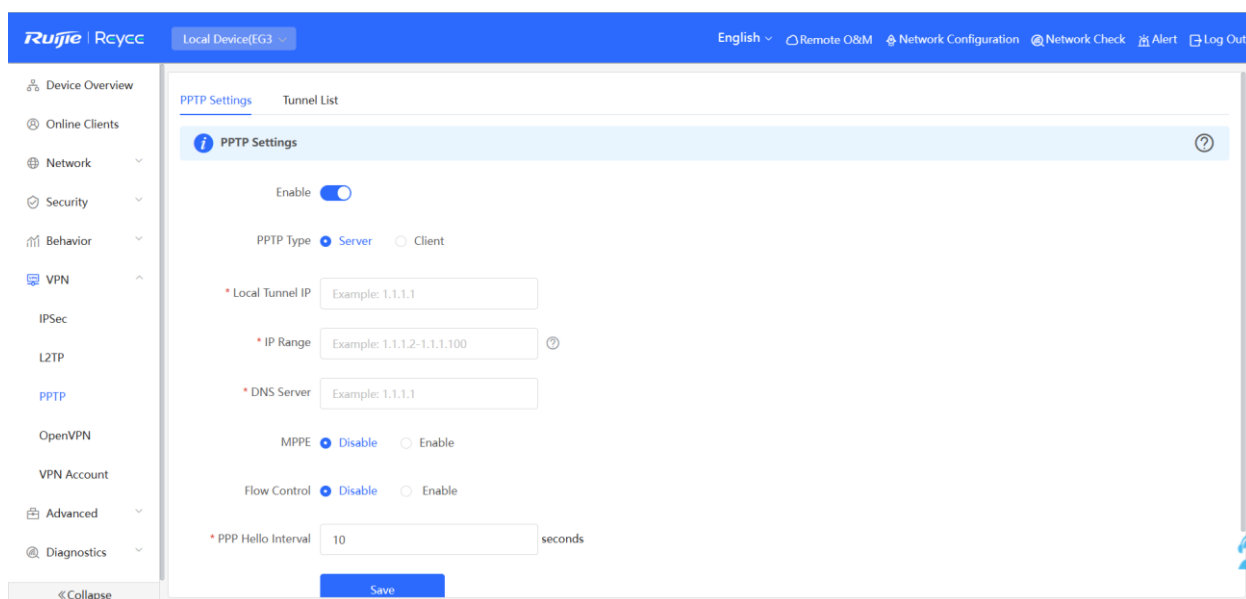 Ruijie | Rcycc
Local Device(EG3
English
Remote O&M
Network Configuration
Network Check
Alert
Log Out
Device Overview
Online Clients
Network
Security
Behavior
VPN
IPSec
L2TP
PPTP
OpenVPN
VPN Account
Advanced
Diagnostics
«Collapse
PPTP Settings
Tunnel List
i PPTP Settings ?
Enable
PPTP Type Server Client
* Local Tunnel IP Example: 1.1.1.1
* IP Range Example: 1.1.1.2-1.1.1.100 ?
* DNS Server Example: 1.1.1.1
MPPE Disable Enable
Flow Control Disable Enable
* PPP Hello Interval 10 seconds
Save